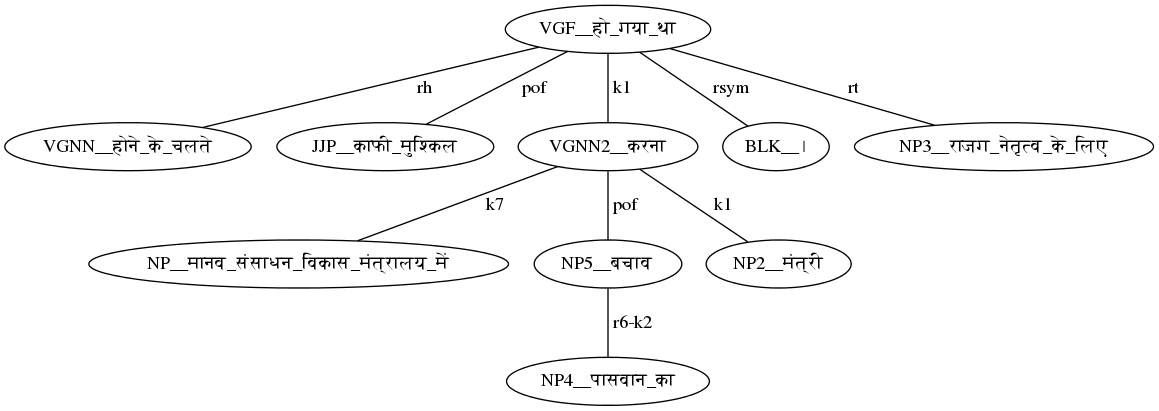 VGF__हो_गया_था
rh pof k1 rsym rt
VGNN__होने_के_चलते JJP__काफी_मुश्किल VGNN2__करना BLK__। NP3__राजग_नेतृत्व_के_लिए
k7 pof k1
NP__मानव_संसाधन_विकास_मंत्रालय_में NP5__बचाव NP2__मंत्री
r6-k2
NP4__पासवान_का